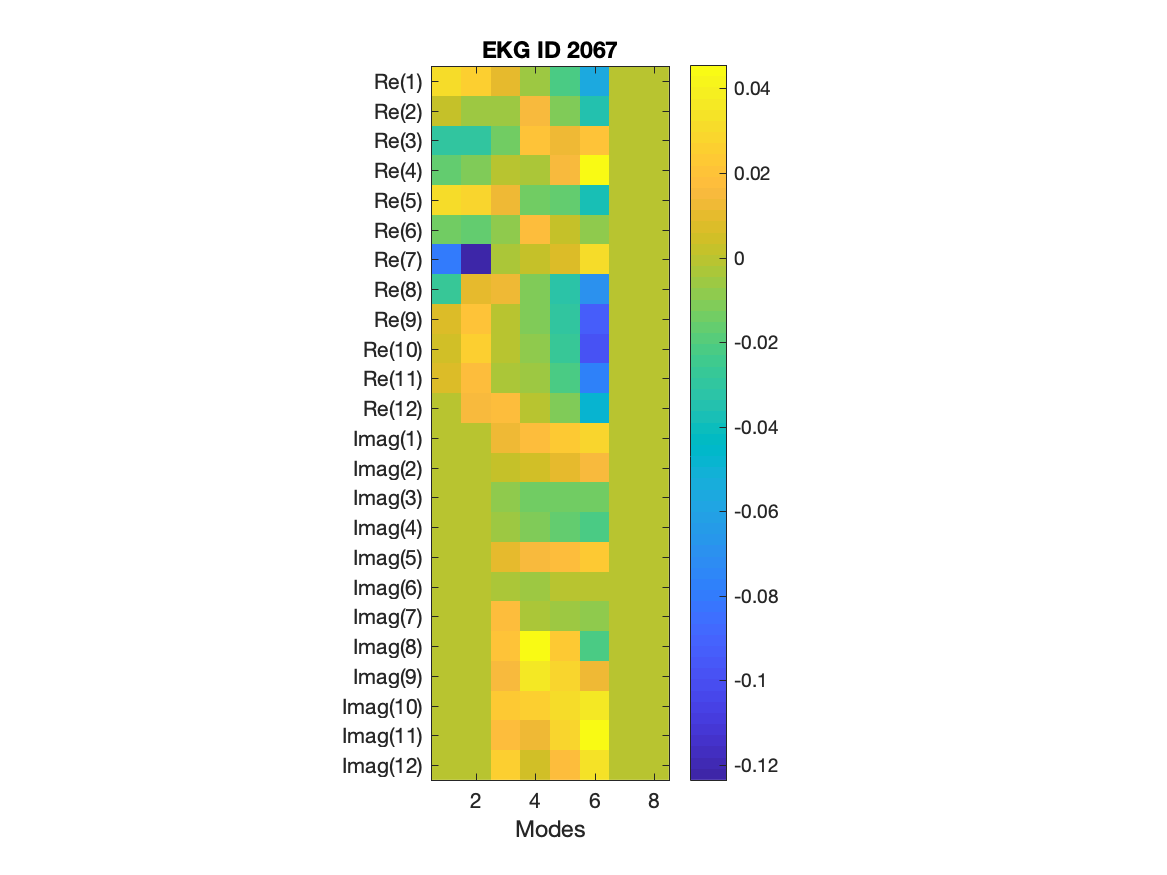 EKG ID 2067
Re(1)
Re(2)
Re(3)
Re(4)
Re(5)
Re(6)
Re(7)
Re(8)
Re(9)
Re(10)
Re(11)
Re(12)
Imag(1)
Imag(2)
Imag(3)
Imag(4)
Imag(5)
Imag(6)
Imag(7)
Imag(8)
Imag(9)
Imag(10)
Imag(11)
Imag(12)
2 4 6 8
Modes
0.04
0.02
0
-0.02
-0.04
-0.06
-0.08
-0.1
-0.12